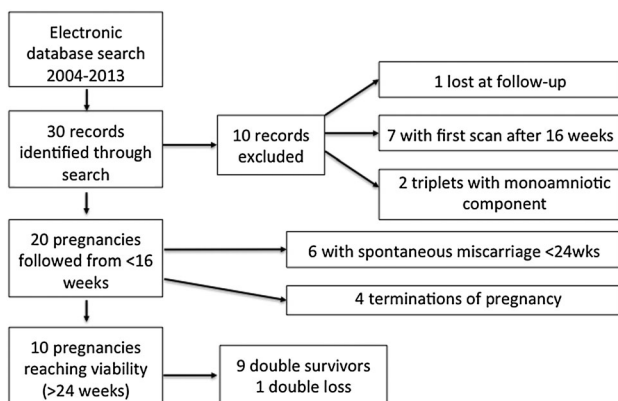 Electronic
database search
2004-2013
30 records
identified through
search
10 records
excluded
1 lost at follow-up
7 with first scan after 16 weeks
2 triplets with monoamniotic
component
20 pregnancies
followed from <16
weeks
6 with spontaneous miscarriage <24wks
4 terminations of pregnancy
10 pregnancies
reaching viability
(>24 weeks)
9 double survivors
1 double loss